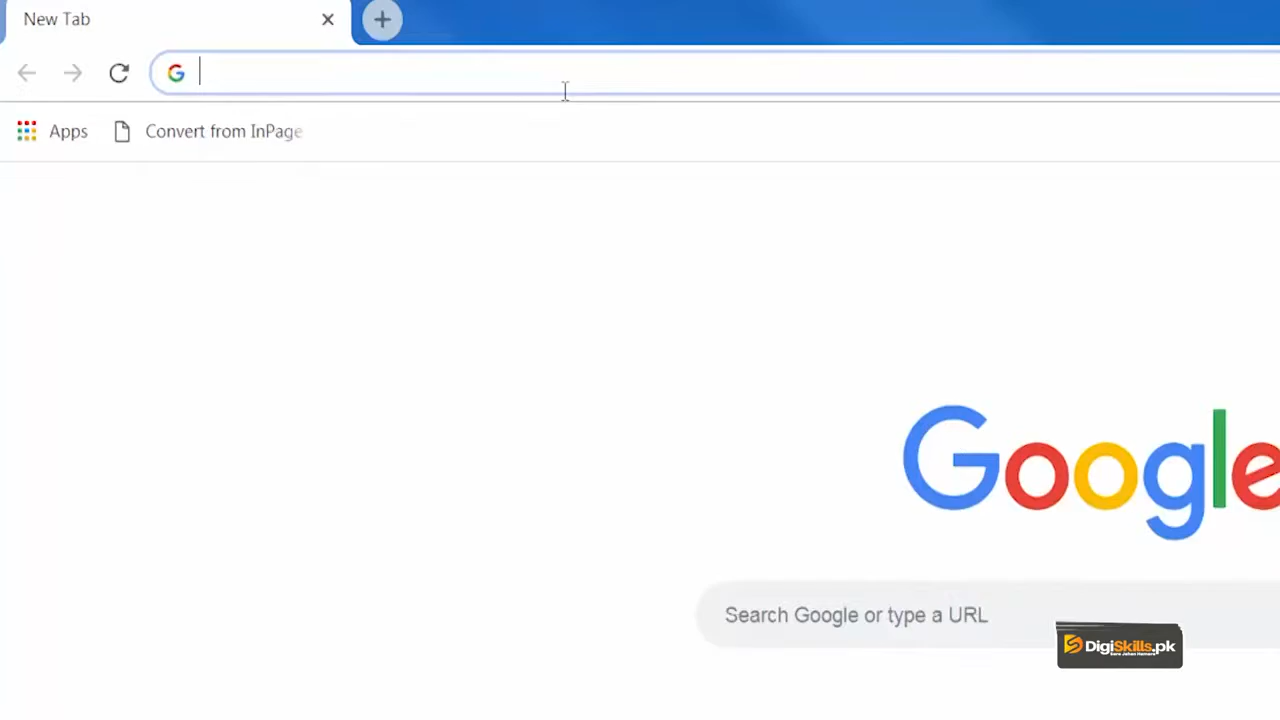 New Tab
Apps
Convert from InPage
Google
Search Google or type a URL
DigiSkills.pk